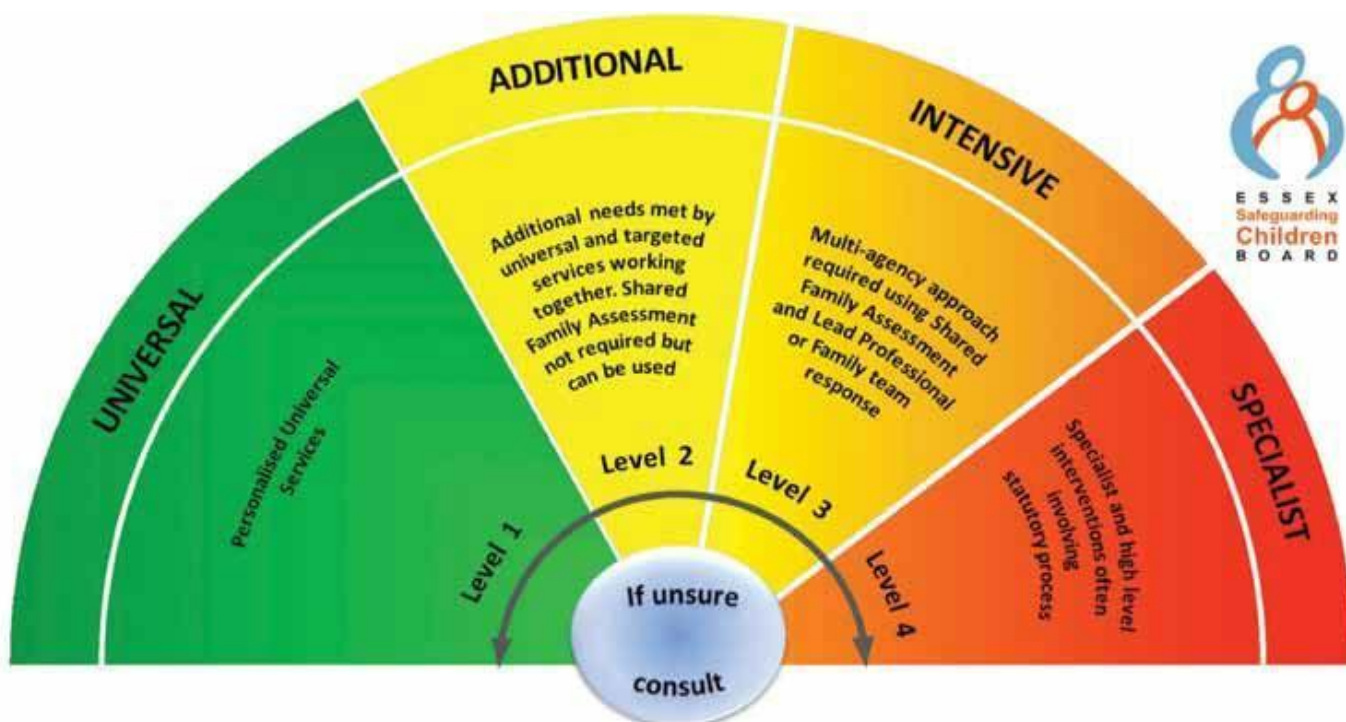 UNIVERSAL
Personalised Universal
Services
Level 1
ADDITIONAL
Additional needs met by
universal and targeted
services working
together. Shared
Family Assessment
not required but
can be used
Level 2
INTENSIVE
Multi-agency approach
required using Shared
Family Assessment
and Lead Professional
or Family team
response
Level 3
SPECIALIST
Specialist and high level
interventions often
involving
statutory process
Level 4
If unsure
consult
ESSEX
Safeguarding
Children
BOARD